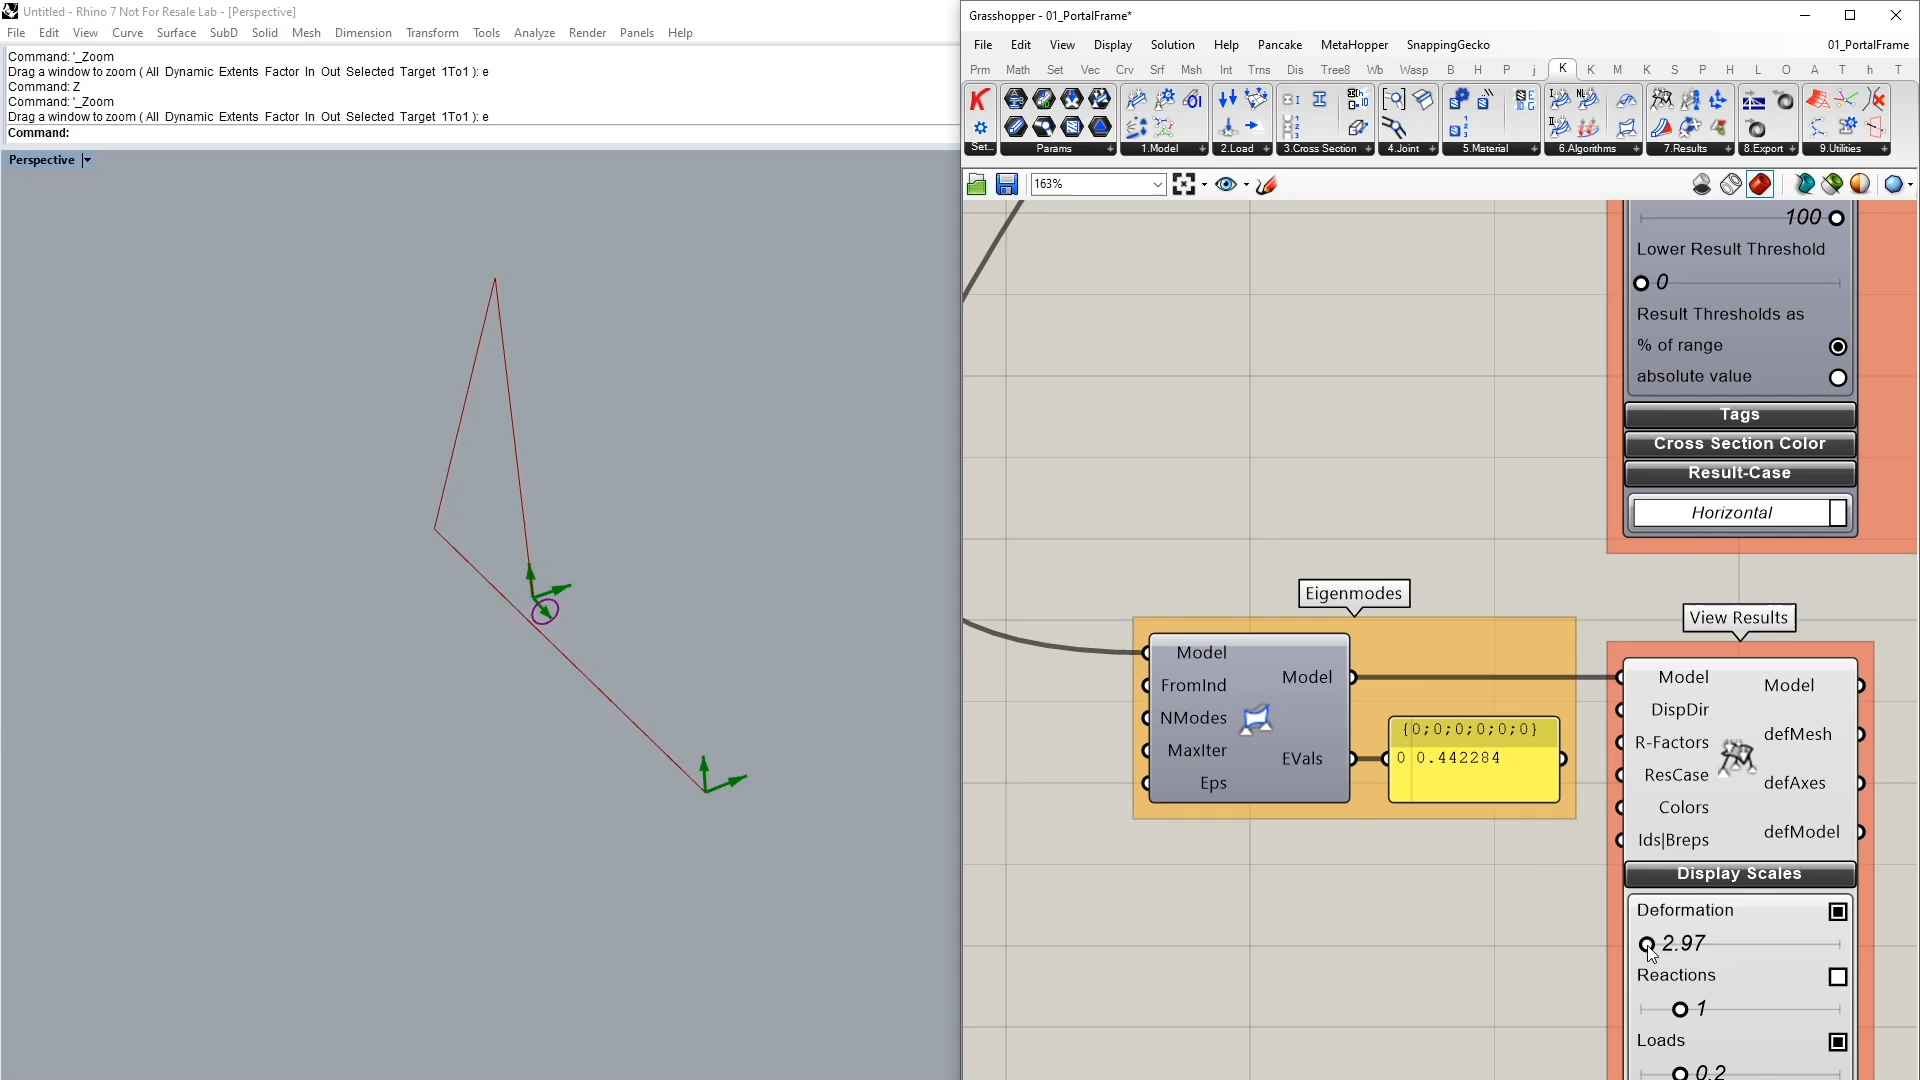 Untitled - Rhino 7 Not For Resale Lab - [Perspective]
File Edit View Curve Surface SubD Solid Mesh Dimension Transform Tools Analyze Render Panels Help
Command: '_Zoom
Drag a window to zoom ( All Dynamic Extents Factor In Out Selected Target 1To1 ): e
Command: Z
Command: '_Zoom
Drag a window to zoom ( All Dynamic Extents Factor In Out Selected Target 1To1 ): e
Command:
Perspective
Grasshopper - 01_PortalFrame*
File Edit View Display Solution Help Pancake MetaHopper SnappingGecko 01_PortalFrame
Prm Math Set Vec Crv Srf Msh Int Trns Dis Tree8 Wb Wasp B H P j K K M K S P H L O A T h T
Set... Params 1.Model 2.Load 3.Cross Section 4.Joint 5.Material 6.Algorithms 7.Results 8.Export 9.Utilities
163%
100
Lower Result Threshold
0
Result Thresholds as
% of range
absolute value
Tags
Cross Section Color
Result-Case
Horizontal
Eigenmodes
Model
FromInd
NModes
MaxIter
Eps
Model
EVals
{0;0;0;0;0;0}
0 0.442284
View Results
Model
DispDir
R-Factors
ResCase
Colors
Ids|Breps
Model
defMesh
defAxes
defModel
Display Scales
Deformation
2.97
Reactions
1
Loads
0.2